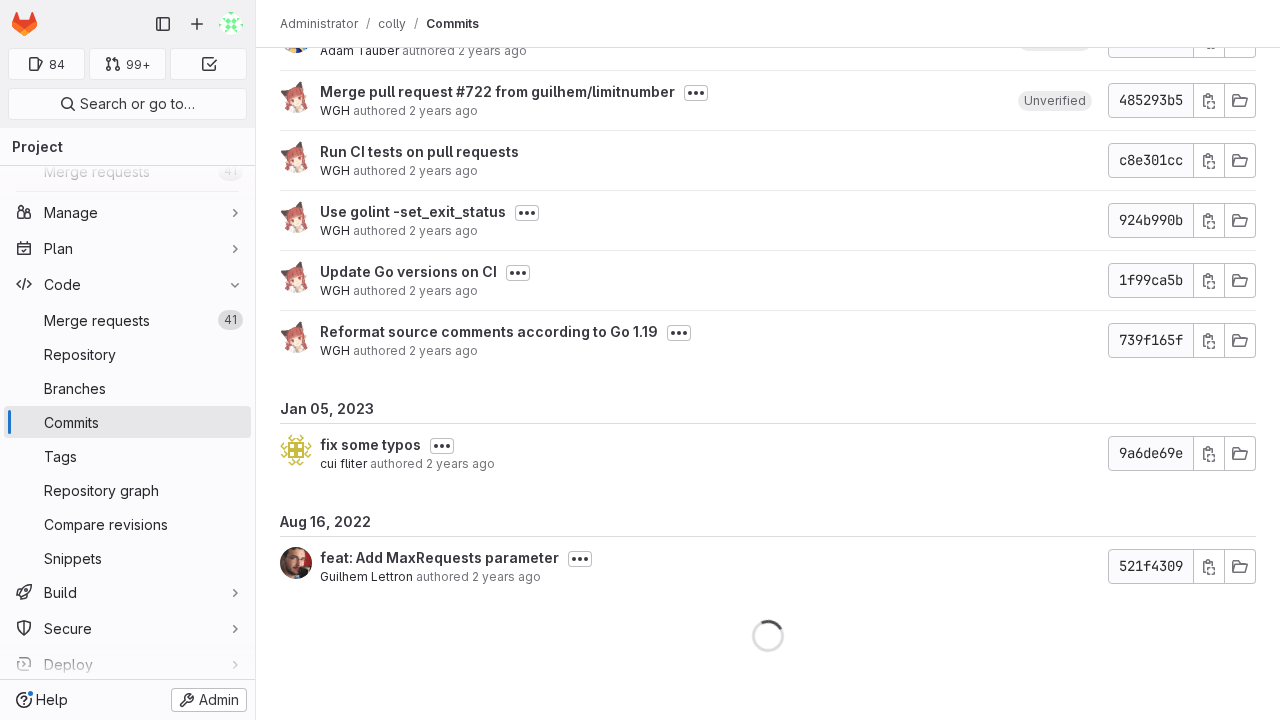 Administrator / colly / Commits
84
99+
Search or go to…
Project
Merge requests 41
Manage
Plan
Code
Merge requests 41
Repository
Branches
Commits
Tags
Repository graph
Compare revisions
Snippets
Build
Secure
Deploy
Help
Admin
Adam Tauber authored 2 years ago
Merge pull request #722 from guilhem/limitnumber
WGH authored 2 years ago
Unverified
485293b5
Run CI tests on pull requests
WGH authored 2 years ago
c8e301cc
Use golint -set_exit_status
WGH authored 2 years ago
924b990b
Update Go versions on CI
WGH authored 2 years ago
1f99ca5b
Reformat source comments according to Go 1.19
WGH authored 2 years ago
739f165f
Jan 05, 2023
fix some typos
cui fliter authored 2 years ago
9a6de69e
Aug 16, 2022
feat: Add MaxRequests parameter
Guilhem Lettron authored 2 years ago
521f4309